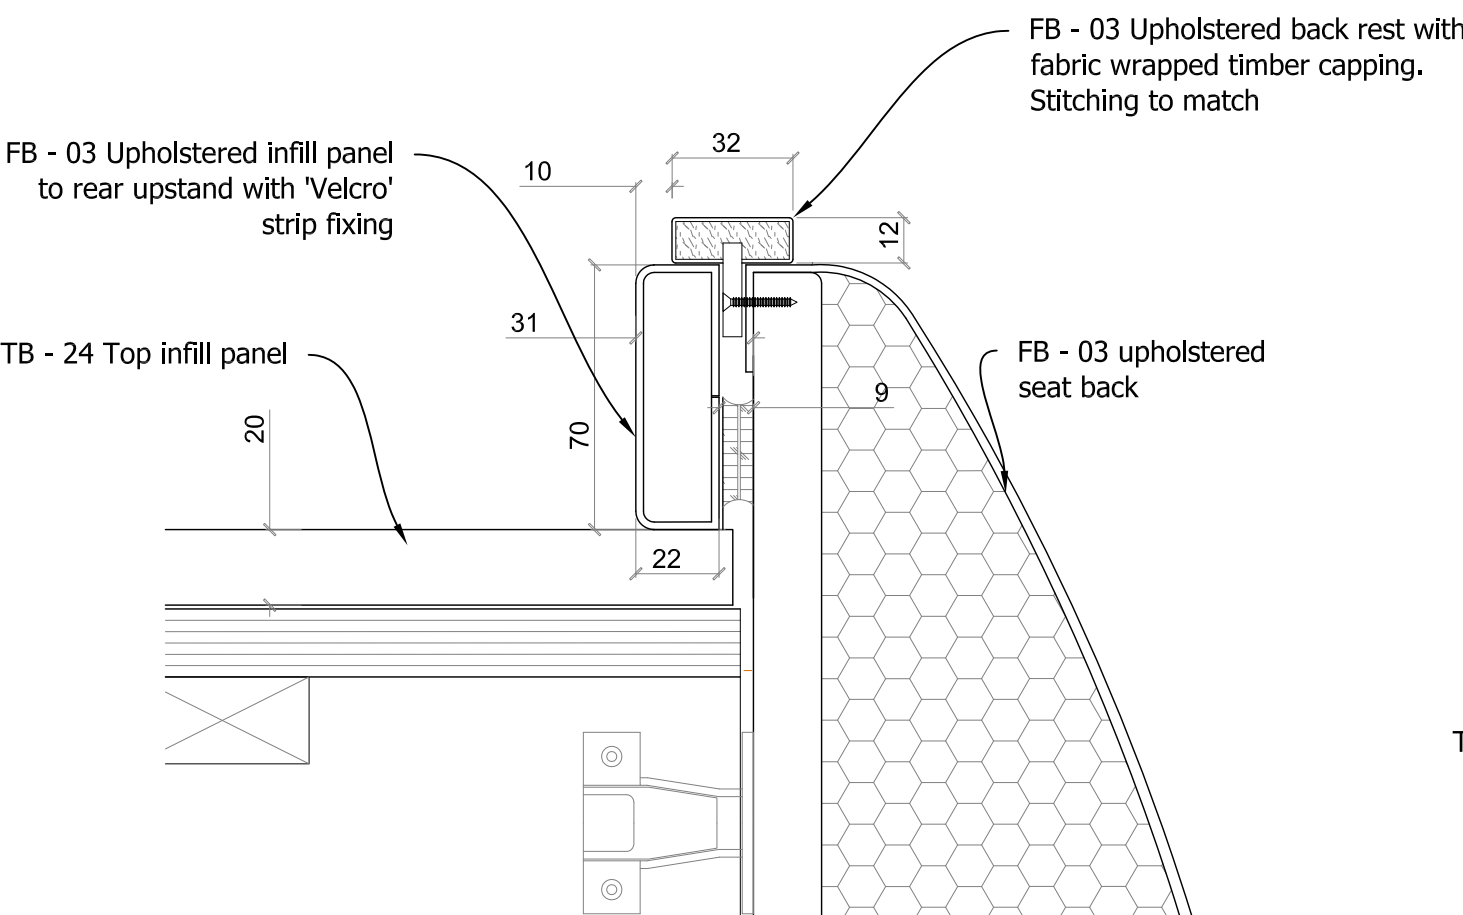 FB - 03 Upholstered back rest with
fabric wrapped timber capping.
Stitching to match
FB - 03 Upholstered infill panel
to rear upstand with 'Velcro'
strip fixing
32
10
12
31
TB - 24 Top infill panel
FB - 03 upholstered
seat back
9
20
70
22
T